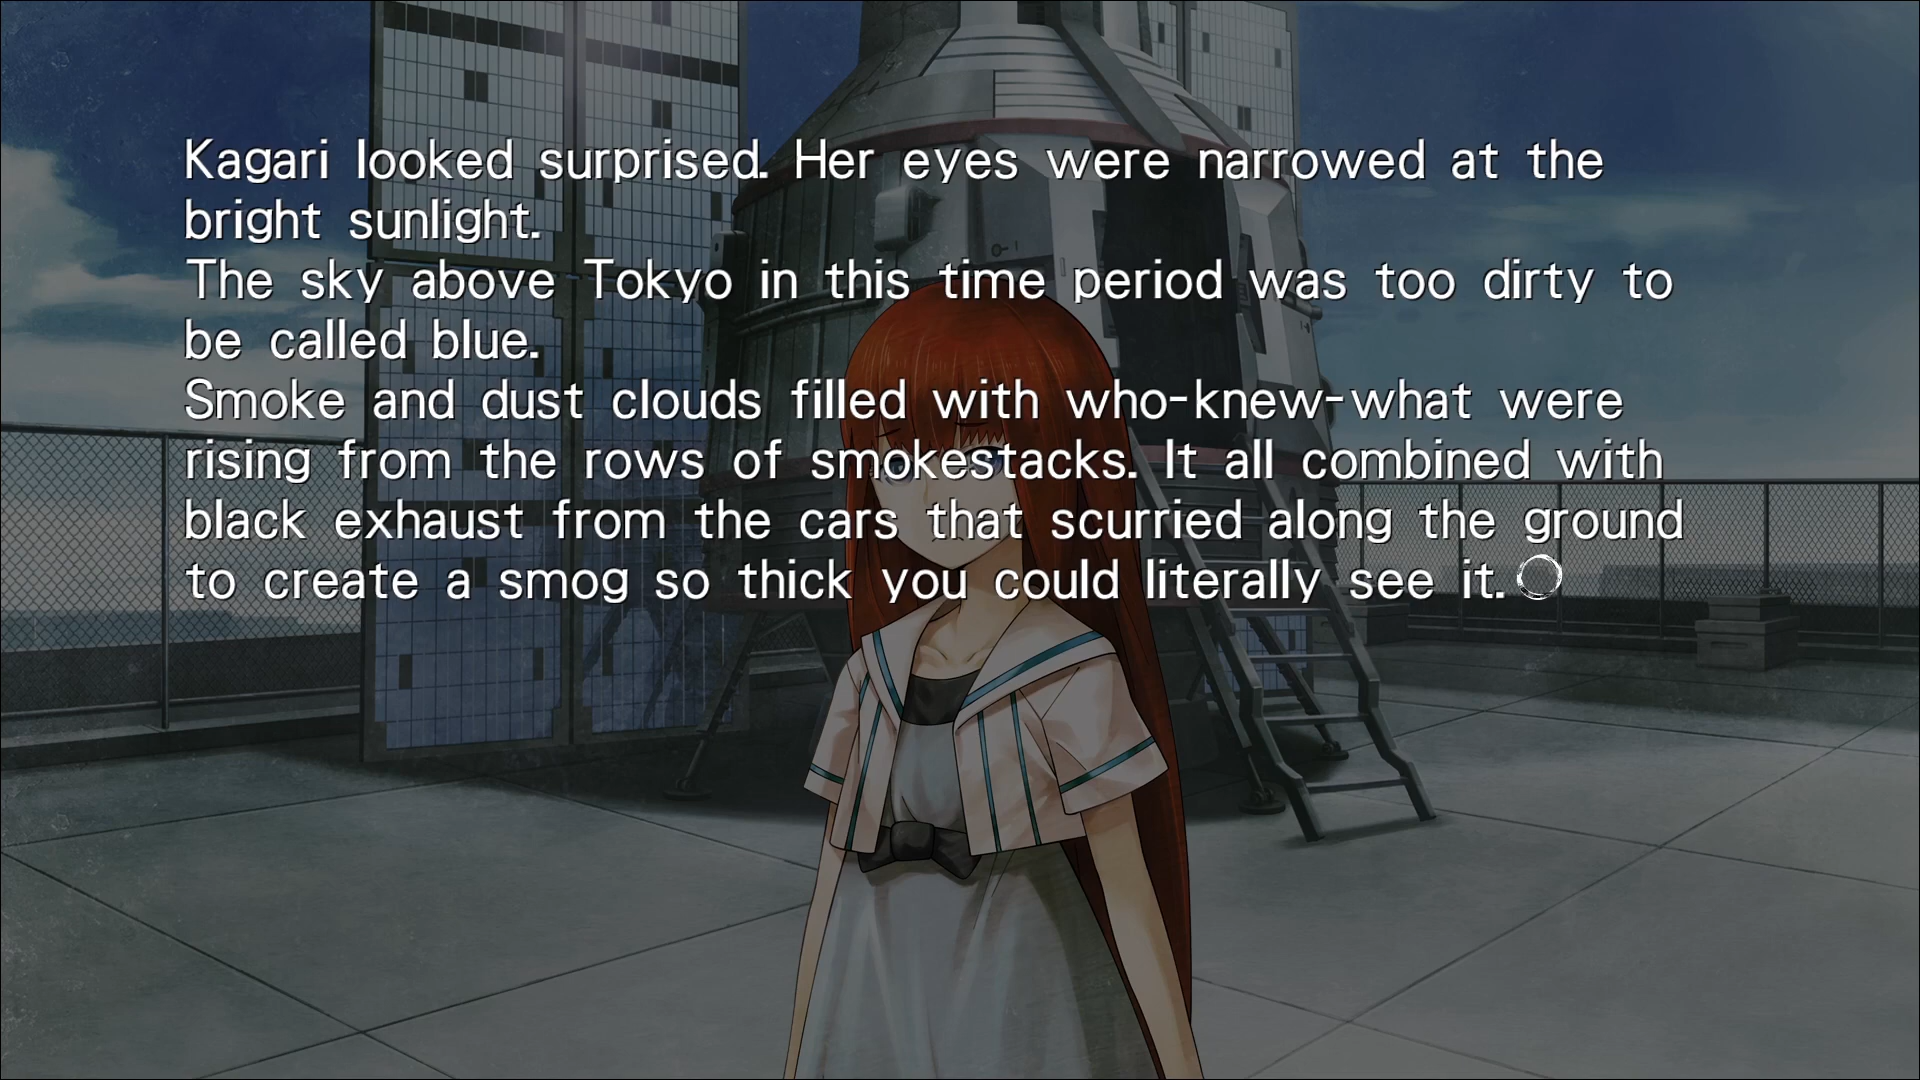 Kagari looked surprised. Her eyes were narrowed at the
bright sunlight.
The sky above Tokyo in this time period was too dirty to
be called blue.
Smoke and dust clouds filled with who-knew-what were
rising from the rows of smokestacks. It all combined with
black exhaust from the cars that scurried along the ground
to create a smog so thick you could literally see it.